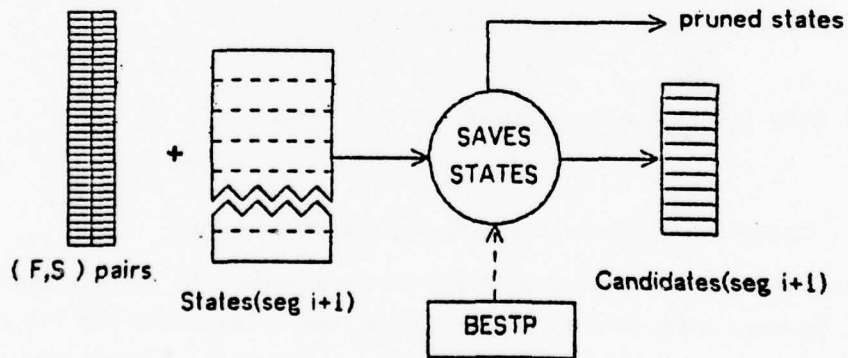 pruned states
+
SAVES
STATES
( F,S ) pairs.
States(seg i+1)
Candidates(seg i+1)
BESTP